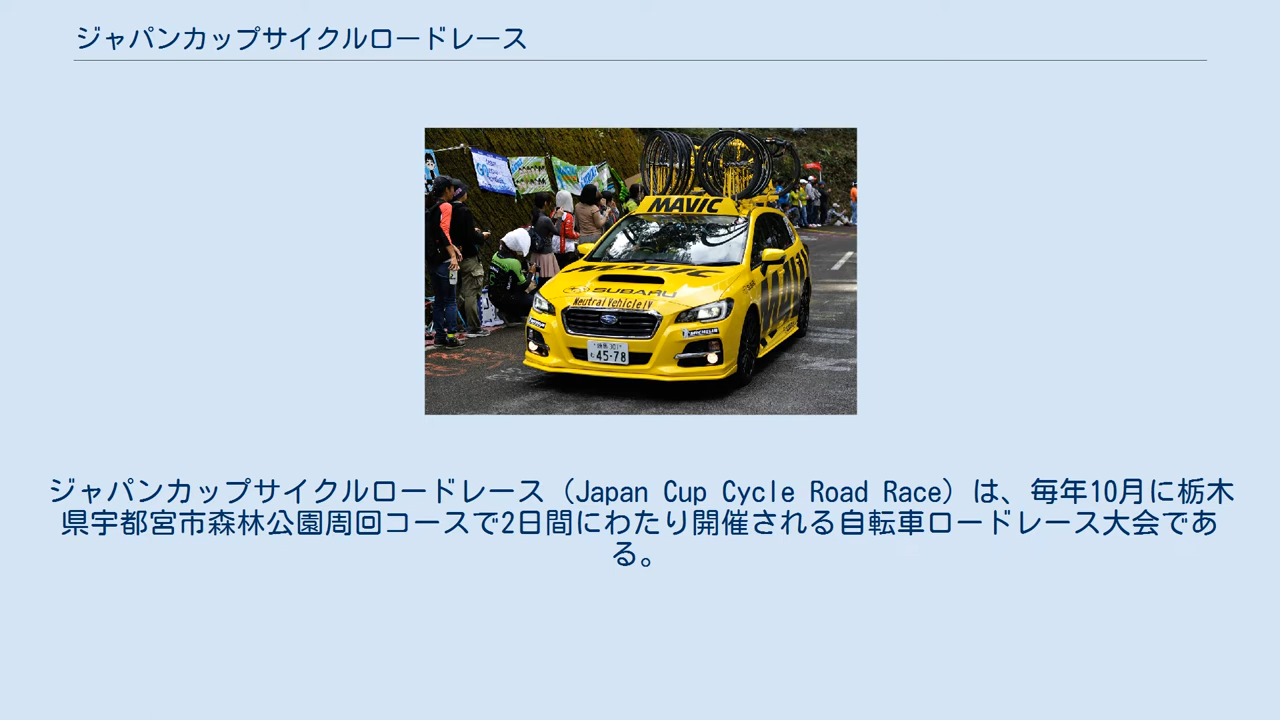 ジャパンカップサイクルロードレース
MAVIC
MAVIC
SUBARU
Neutral Vehicle
MICHELIN
45-78
ジャパンカップサイクルロードレース（Japan Cup Cycle Road Race）は、毎年10月に栃木
県宇都宮市森林公園周回コースで2日間にわたり開催される自転車ロードレース大会であ
る。